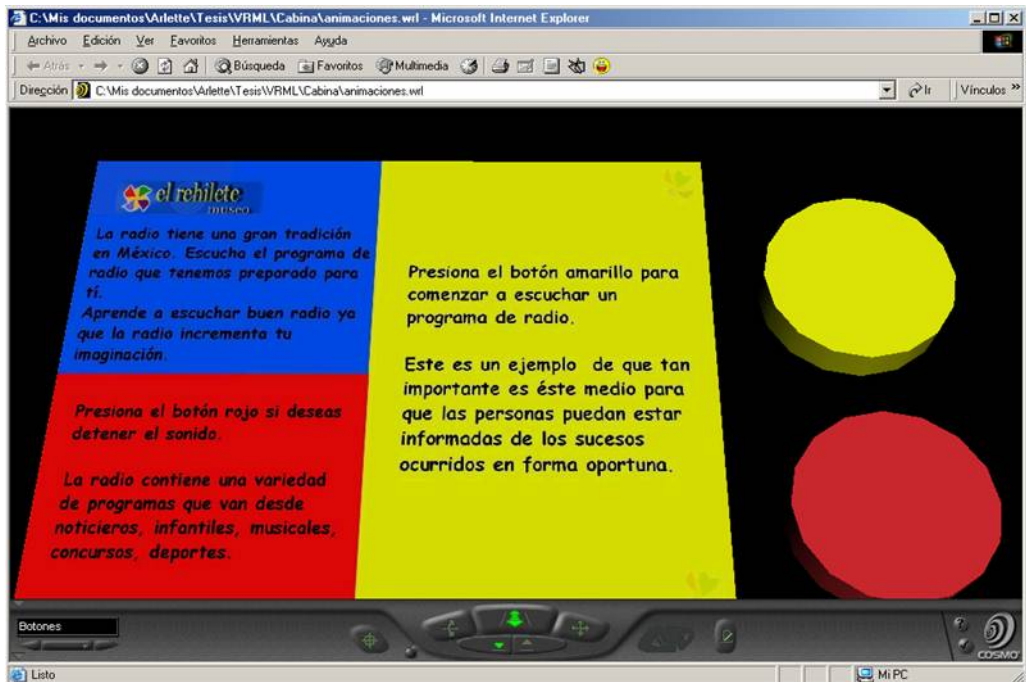 C:\Mis documentos\Arlette\Tesis\VRML\Cabina\animaciones.wrl - Microsoft Internet Explorer
Archivo Edición Ver Favoritos Herramientas Ayuda
Atrás Búsqueda Favoritos Multimedia
Dirección C:\Mis documentos\Arlette\Tesis\VRML\Cabina\animaciones.wrl Ir Vínculos »
el rehilete
museo
La radio tiene una gran tradición
en México. Escucha el programa de
radio que tenemos preparado para
tí.
Aprende a escuchar buen radio ya
que la radio incrementa tu
imaginación.
Presiona el botón rojo si deseas
detener el sonido.
La radio contiene una variedad
de programas que van desde
noticieros, infantiles, musicales,
concursos, deportes.
Presiona el botón amarillo para
comenzar a escuchar un
programa de radio.
Este es un ejemplo de que tan
importante es éste medio para
que las personas puedan estar
informadas de los sucesos
ocurridos en forma oportuna.
Botones
COSMO
Listo
Mi PC